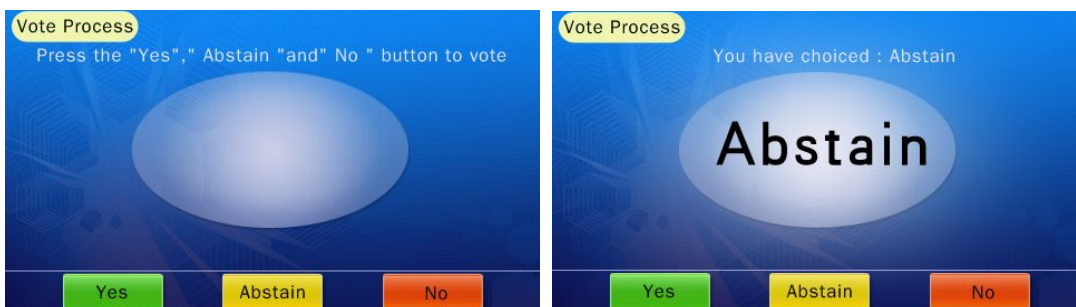 Vote Process
Press the "Yes"," Abstain "and" No " button to vote
Yes Abstain No
Vote Process
You have choiced : Abstain
Abstain
Yes Abstain No